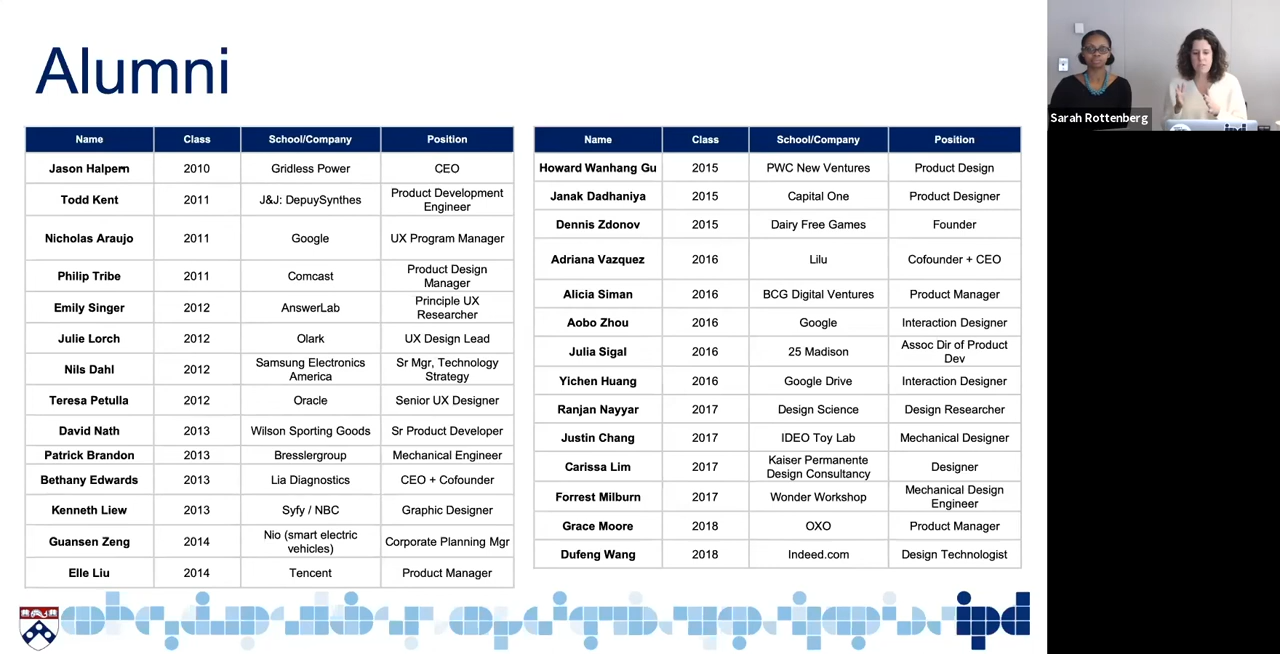 Alumni
Name Class School/Company Position
Jason Halpern 2010 Gridless Power CEO
Todd Kent 2011 J&J: DepuySynthes Product Development Engineer
Nicholas Araujo 2011 Google UX Program Manager
Philip Tribe 2011 Comcast Product Design Manager
Emily Singer 2012 AnswerLab Principle UX Researcher
Julie Lorch 2012 Olark UX Design Lead
Nils Dahl 2012 Samsung Electronics America Sr Mgr, Technology Strategy
Teresa Petulla 2012 Oracle Senior UX Designer
David Nath 2013 Wilson Sporting Goods Sr Product Developer
Patrick Brandon 2013 Bresslergroup Mechanical Engineer
Bethany Edwards 2013 Lia Diagnostics CEO + Cofounder
Kenneth Liew 2013 Syfy / NBC Graphic Designer
Guansen Zeng 2014 Nio (smart electric vehicles) Corporate Planning Mgr
Elle Liu 2014 Tencent Product Manager
Name Class School/Company Position
Howard Wanhang Gu 2015 PWC New Ventures Product Design
Janak Dadhaniya 2015 Capital One Product Designer
Dennis Zdonov 2015 Dairy Free Games Founder
Adriana Vazquez 2016 Lilu Cofounder + CEO
Alicia Siman 2016 BCG Digital Ventures Product Manager
Aobo Zhou 2016 Google Interaction Designer
Julia Sigal 2016 25 Madison Assoc Dir of Product Dev
Yichen Huang 2016 Google Drive Interaction Designer
Ranjan Nayyar 2017 Design Science Design Researcher
Justin Chang 2017 IDEO Toy Lab Mechanical Designer
Carissa Lim 2017 Kaiser Permanente Design Consultancy Designer
Forrest Milburn 2017 Wonder Workshop Mechanical Design Engineer
Grace Moore 2018 OXO Product Manager
Dufeng Wang 2018 Indeed.com Design Technologist
ipd
Sarah Rottenberg
ipd